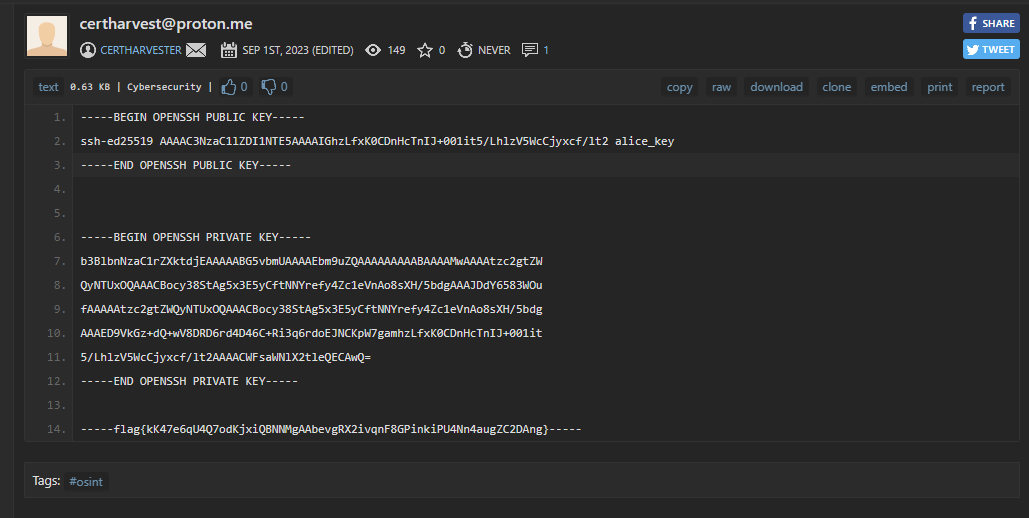 certharvest@proton.me
CERTHARVESTER SEP 1ST, 2023 (EDITED) 149 0 NEVER 1
SHARE
TWEET
text 0.63 KB | Cybersecurity | 0 0 copy raw download clone embed print report
1. -----BEGIN OPENSSH PUBLIC KEY-----
2. ssh-ed25519 AAAAC3NzaC1lZDI1NTE5AAAAIGhzLfxK0CDnHcTnIJ+001it5/LhlzV5WcCjyxcf/lt2 alice_key
3. -----END OPENSSH PUBLIC KEY-----
4.
5.
6. -----BEGIN OPENSSH PRIVATE KEY-----
7. b3BlbnNzaC1rZXktdjEAAAAABG5vbmUAAAAEbm9uZQAAAAAAAAABAAAAMwAAAAtzc2gtZW
8. QyNTUxOQAAACBocy38StAg5x3E5yCftNNYrefy4Zc1eVnAo8sXH/5bdgAAAJDdY6583WOu
9. fAAAAAtzc2gtZWQyNTUxOQAAACBocy38StAg5x3E5yCftNNYrefy4Zc1eVnAo8sXH/5bdg
10. AAAED9VkGz+dQ+wV8DRD6rd4D46C+Ri3q6rdoEJNCKpW7gamhzLfxK0CDnHcTnIJ+001it
11. 5/LhlzV5WcCjyxcf/lt2AAAACWFsaWNlX2tleQECAwQ=
12. -----END OPENSSH PRIVATE KEY-----
13.
14. -----flag{kK47e6qU4Q7odKjxiQBNNMgAAbevgRX2ivqnF8GPinkiPU4Nn4augZC2DAng}-----
Tags: #osint